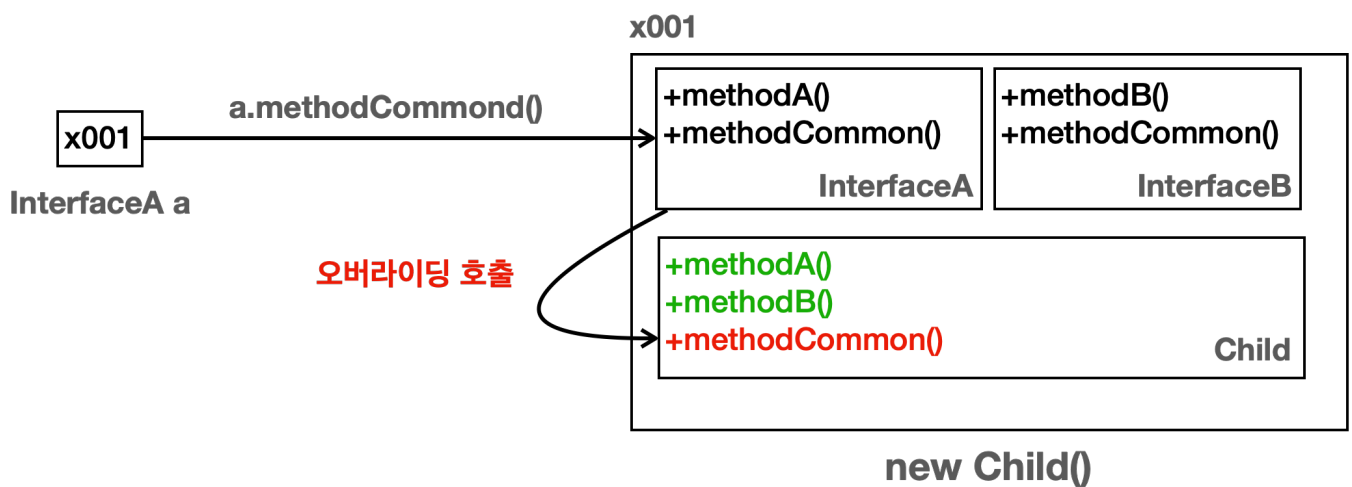 x001
a.methodCommond()
x001
InterfaceA a
+methodA()
+methodCommon()
InterfaceA
+methodB()
+methodCommon()
InterfaceB
오버라이딩 호출
+methodA()
+methodB()
+methodCommon()
Child
new Child()